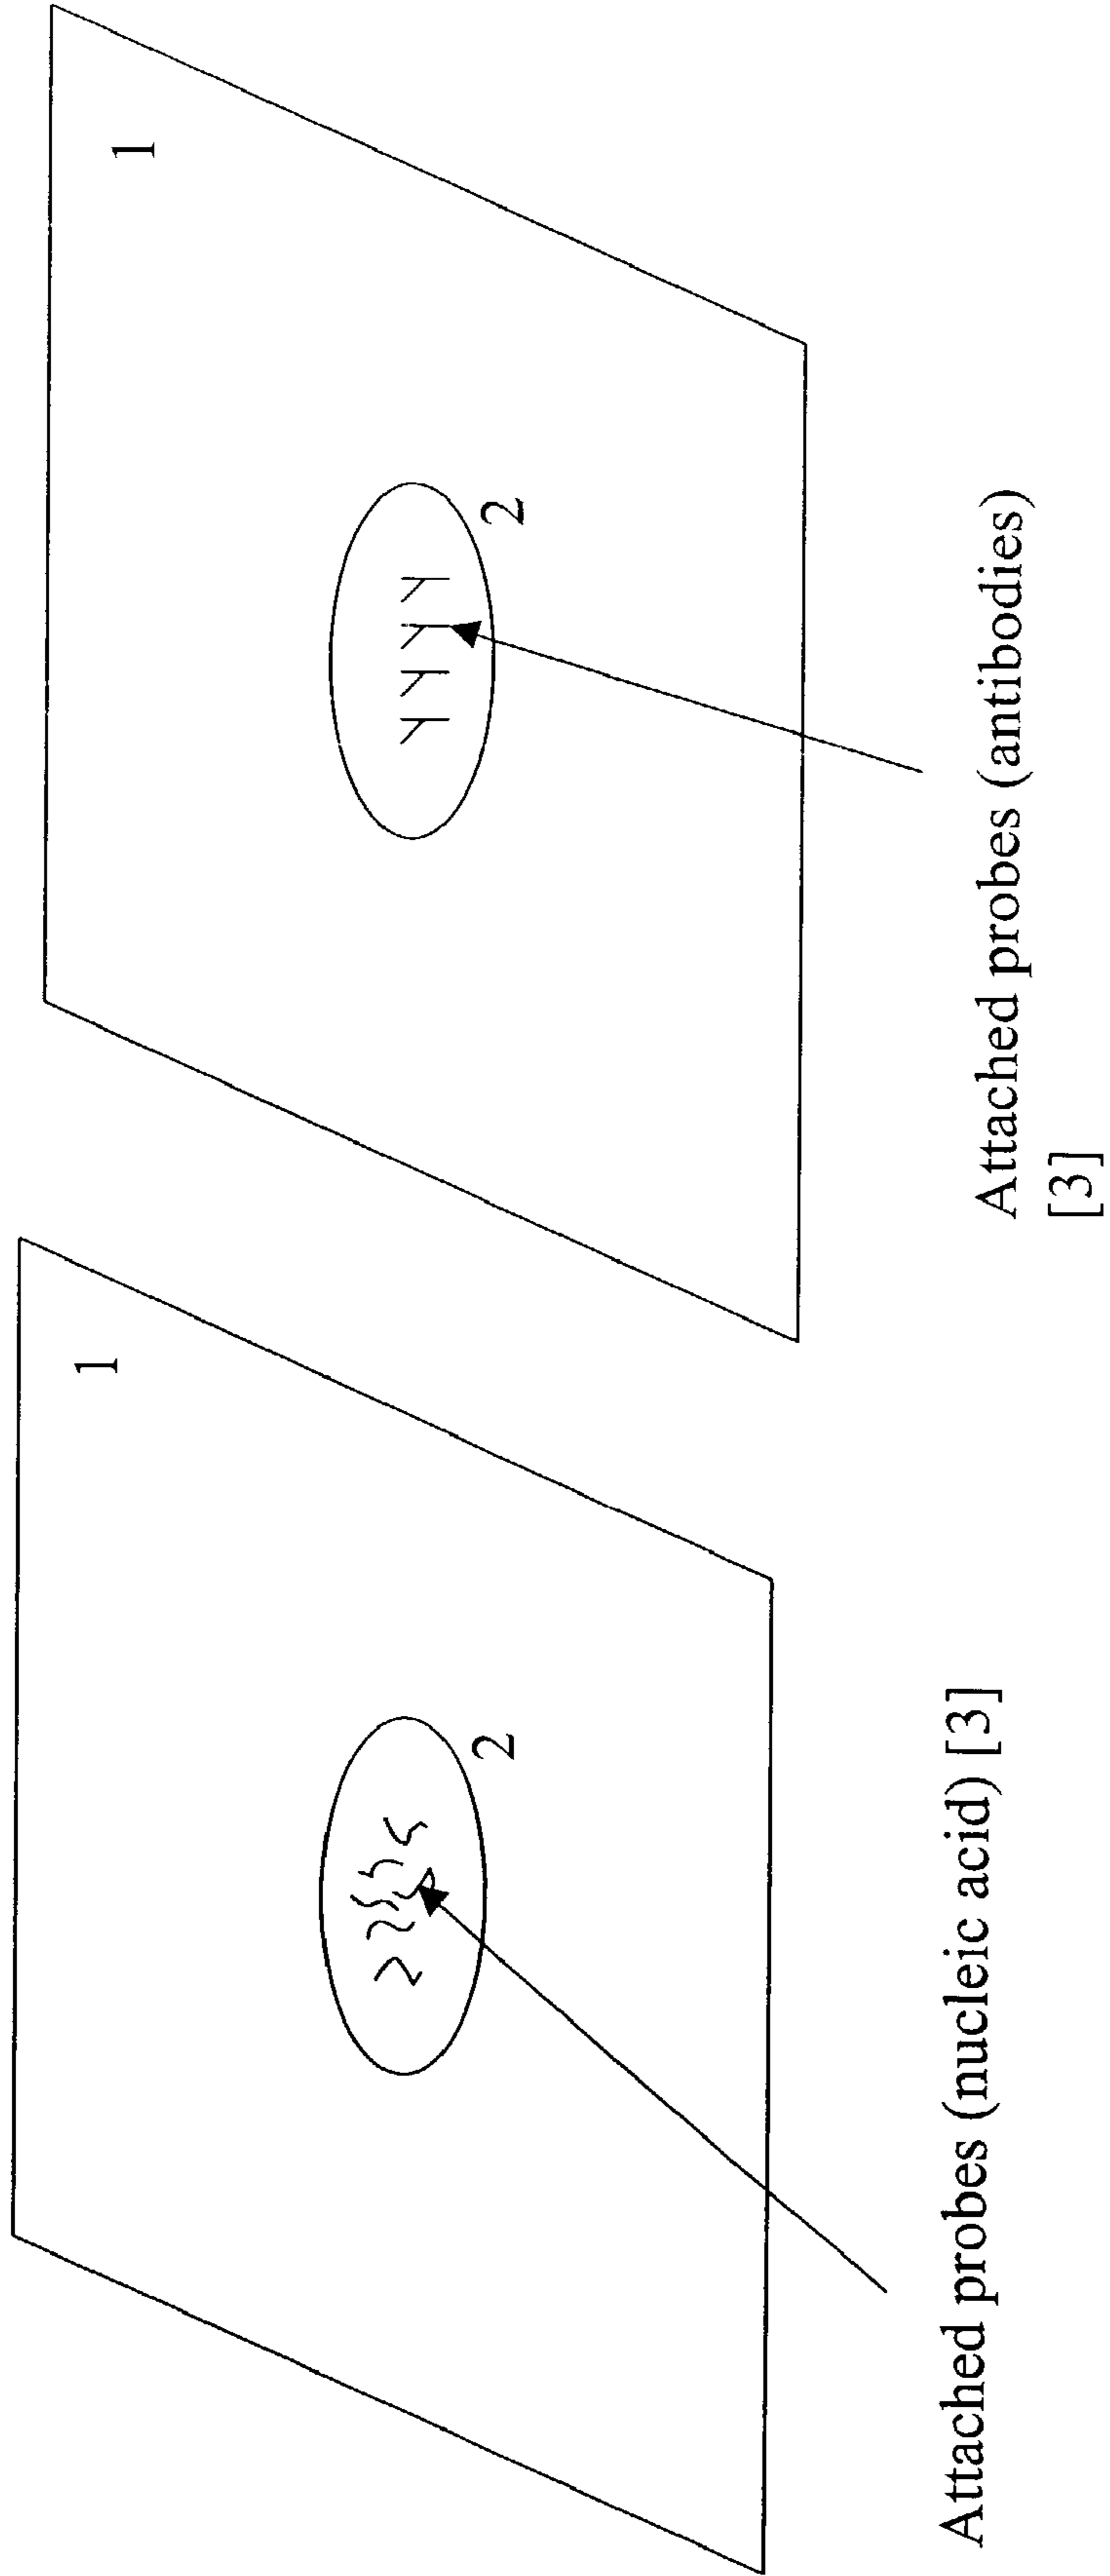 1
2
Attached probes (nucleic acid) [3]
1
2
Attached probes (antibodies)
[3]